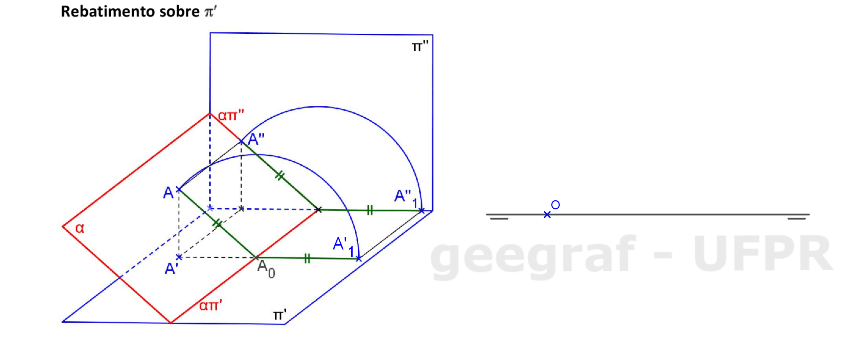 Rebatimento sobre π'
π"
απ"
A"
A
A"₁
O
α
A'₁
A'
A₀
απ'
π'
geegraf - UFPR